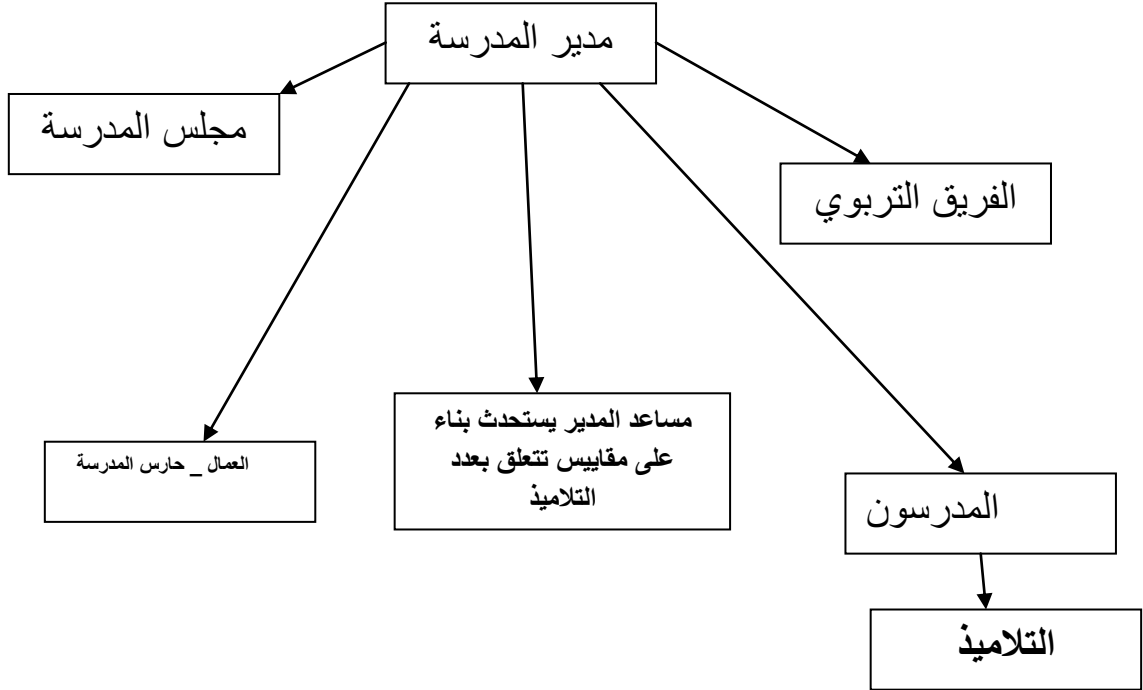 مدير المدرسة
مجلس المدرسة
الفريق التربوي
مساعد المدير يستحدث بناء
على مقاييس تتعلق بعدد
التلاميذ
العمال _ حارس المدرسة
المدرسون
التلاميذ